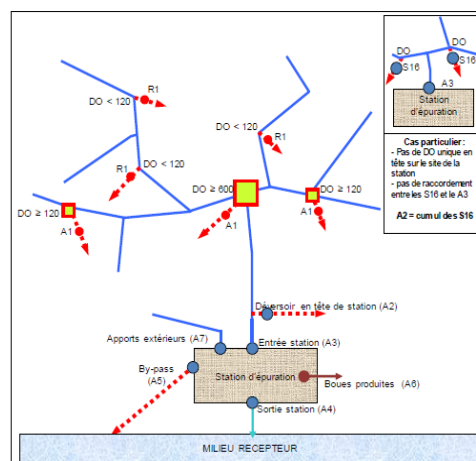 DO
S16
DO
S16
A3
Station
d'épuration
Cas particulier :
- Pas de DO unique en
tête sur le site de la
station
- pas de raccordement
entre les S16 et le A3
A2 = cumul des S16
R1
DO < 120
DO < 120
R1
R1
DO < 120
DO ≥ 600
DO ≥ 120
DO ≥ 120
A1
A1
A1
Déversoir en tête de station (A2)
Apports extérieurs (A7)
Entrée station (A3)
By-pass
(A5)
Station d'épuration
Boues produites (A6)
Sortie station (A4)
MILIEU RECEPTEUR